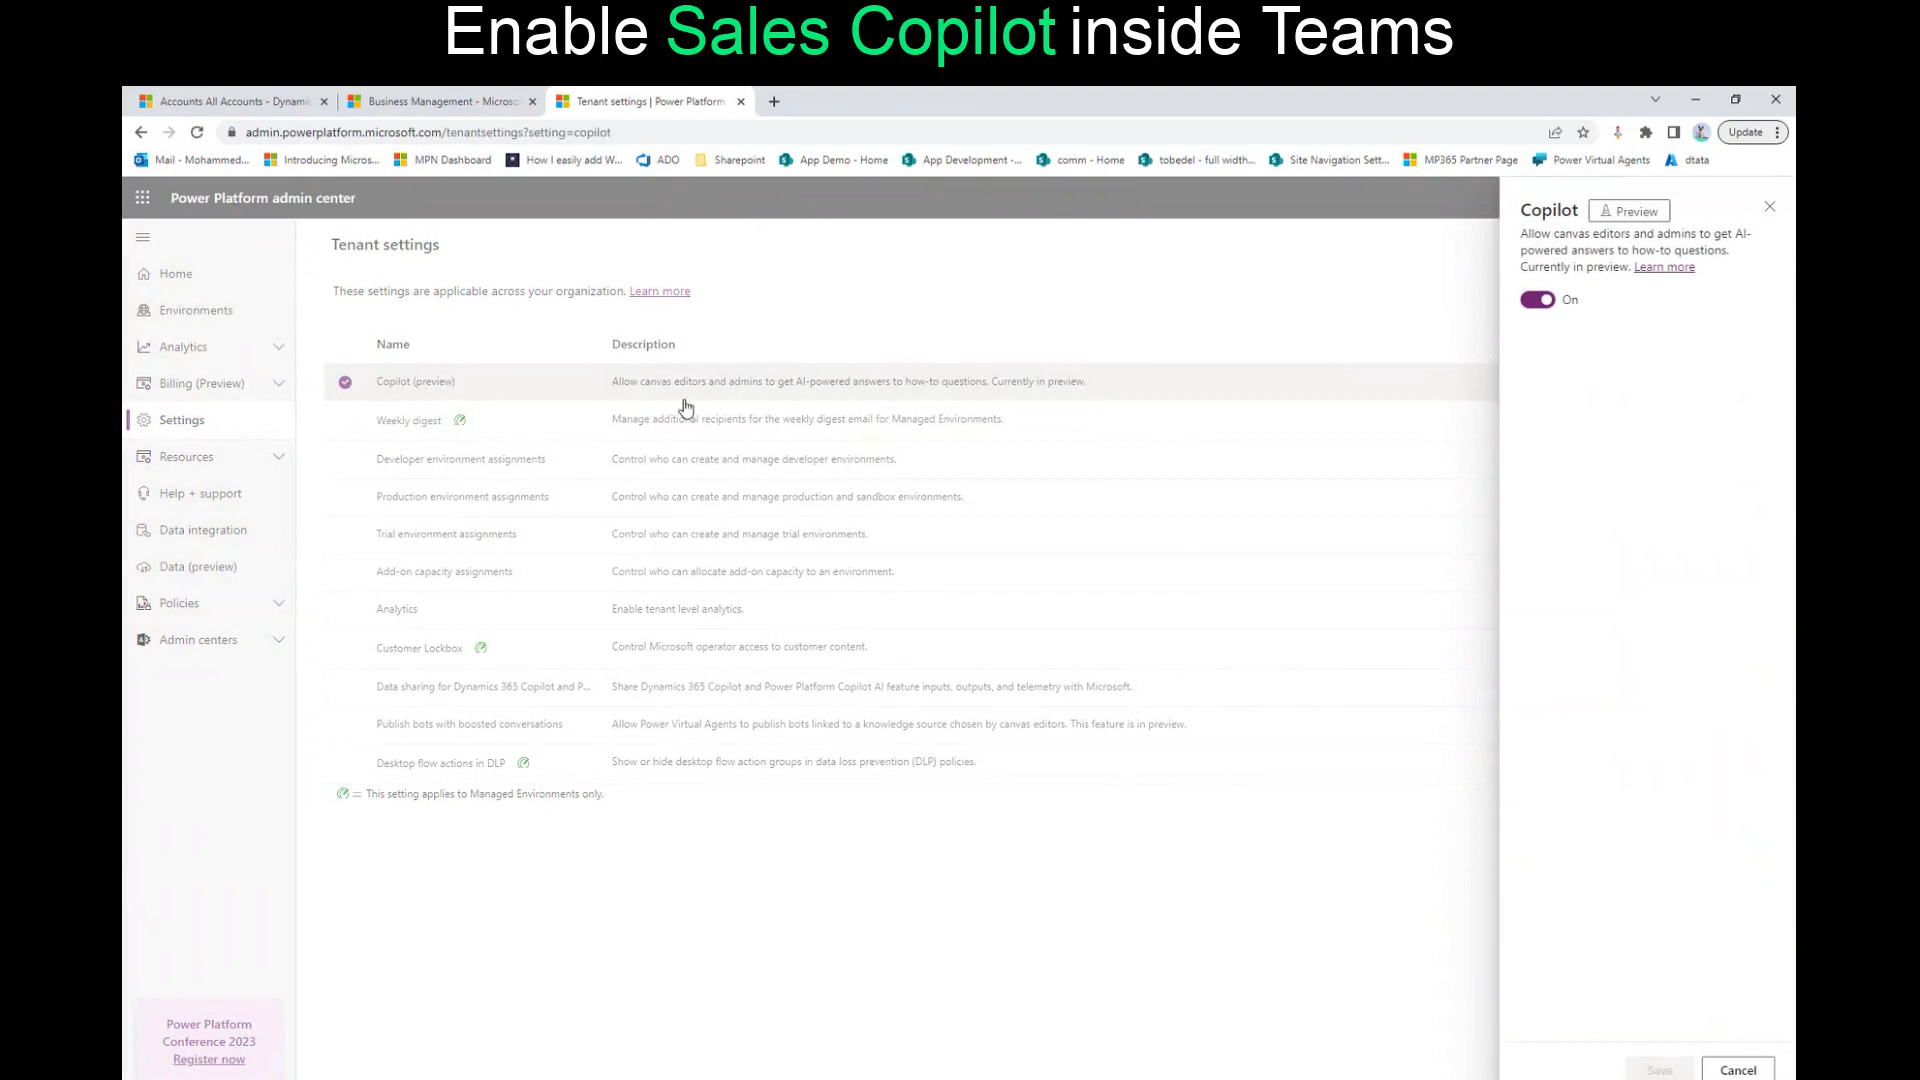 Enable Sales Copilot inside Teams
Accounts All Accounts - Dynamic
Business Management - Microso
Tenant settings | Power Platform
admin.powerplatform.microsoft.com/tenantsettings?setting=copilot
Update
Mail - Mohammed...
Introducing Micros...
MPN Dashboard
How I easily add W...
ADO
Sharepoint
App Demo - Home
App Development -...
comm - Home
tobedel - full width...
Site Navigation Sett...
MP365 Partner Page
Power Virtual Agents
dtata
Power Platform admin center
Home
Environments
Analytics
Billing (Preview)
Settings
Resources
Help + support
Data integration
Data (preview)
Policies
Admin centers
Power Platform
Conference 2023
Register now
Tenant settings
These settings are applicable across your organization. Learn more
Name Description
Copilot (preview) Allow canvas editors and admins to get AI-powered answers to how-to questions. Currently in preview.
Weekly digest Manage additional recipients for the weekly digest email for Managed Environments.
Developer environment assignments Control who can create and manage developer environments.
Production environment assignments Control who can create and manage production and sandbox environments.
Trial environment assignments Control who can create and manage trial environments.
Add-on capacity assignments Control who can allocate add-on capacity to an environment.
Analytics Enable tenant level analytics.
Customer Lockbox Control Microsoft operator access to customer content.
Data sharing for Dynamics 365 Copilot and P... Share Dynamics 365 Copilot and Power Platform Copilot AI feature inputs, outputs, and telemetry with Microsoft.
Publish bots with boosted conversations Allow Power Virtual Agents to publish bots linked to a knowledge source chosen by canvas editors. This feature is in preview.
Desktop flow actions in DLP Show or hide desktop flow action groups in data loss prevention (DLP) policies.
= This setting applies to Managed Environments only.
Copilot Preview
Allow canvas editors and admins to get AI-
powered answers to how-to questions.
Currently in preview. Learn more
On
Save Cancel